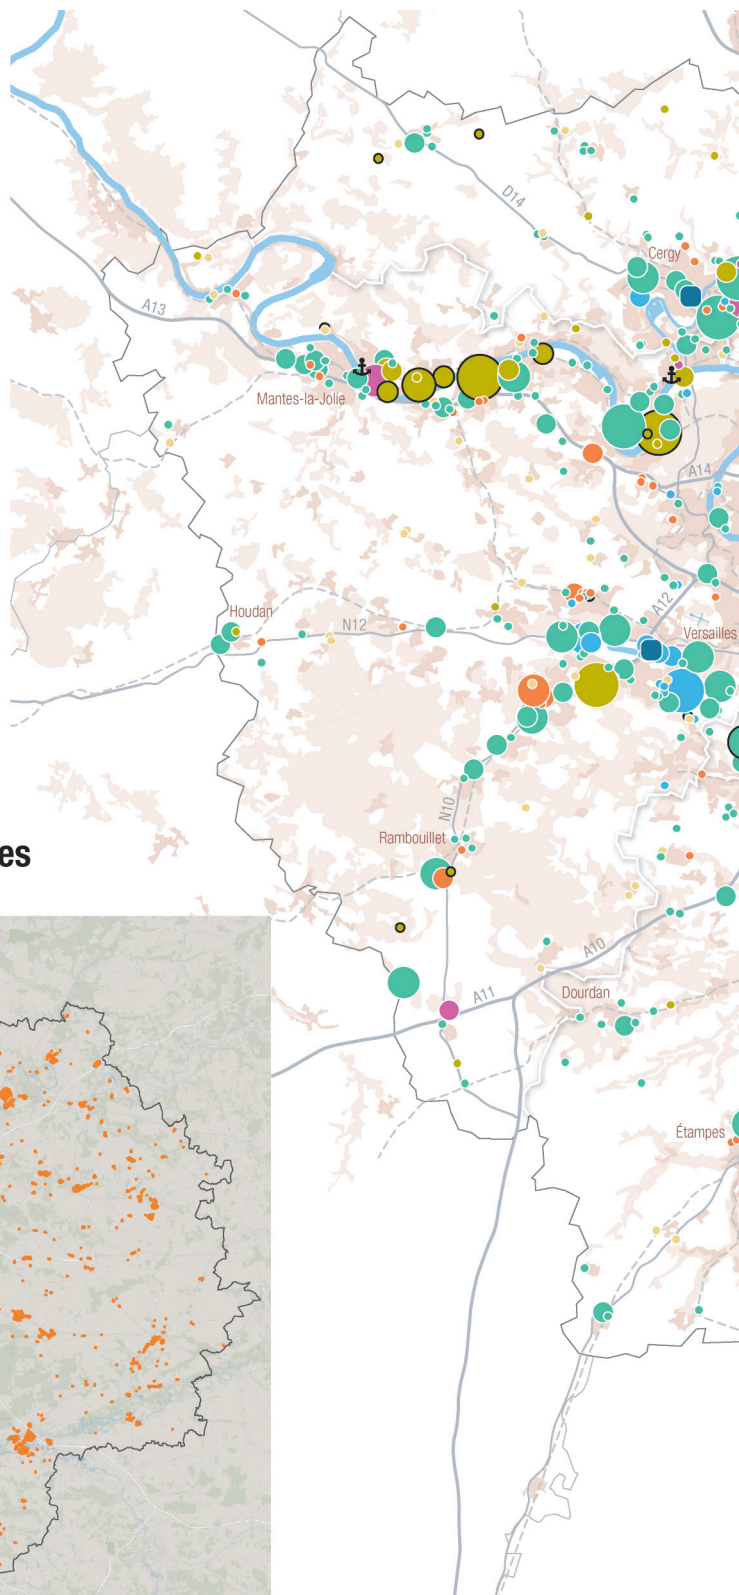 D14
Cergy
A13
Mantes-la-Jolie
A14
Houdan
N12
A12
Versailles
N10
Rambouillet
es
A10
A11
Dourdan
Étampes